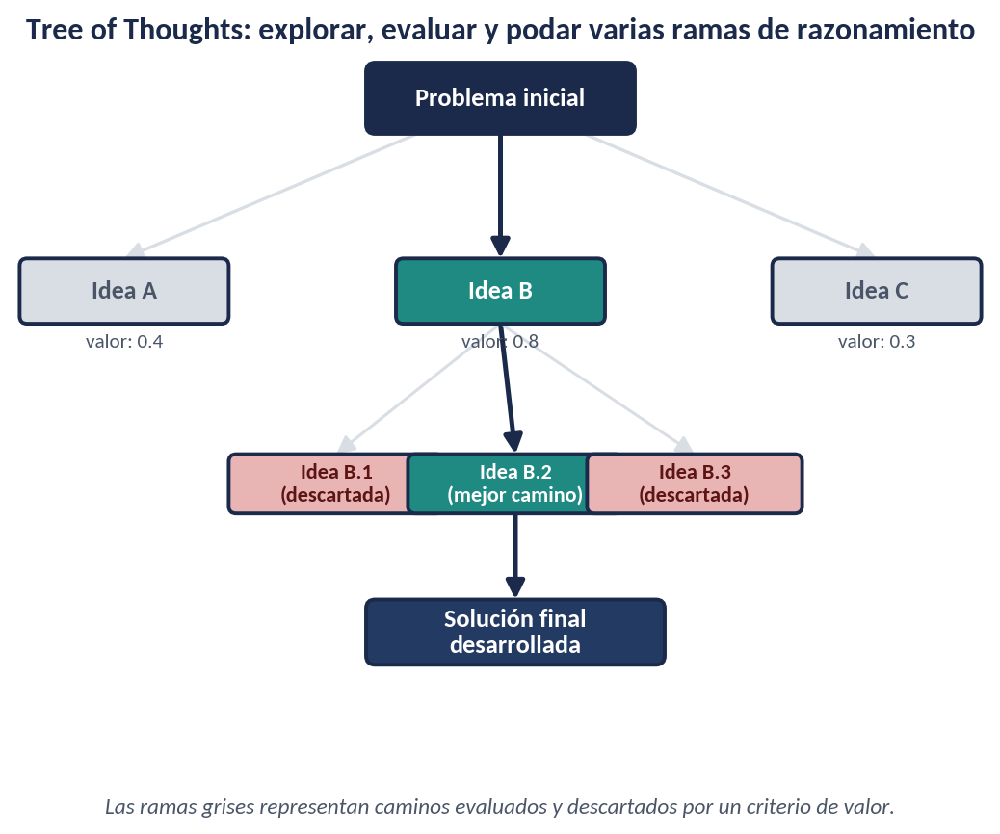 Tree of Thoughts: explorar, evaluar y podar varias ramas de razonamiento
Problema inicial
Idea A
Idea B
Idea C
valor: 0.4
valor: 0.8
valor: 0.3
Idea B.1
(descartada)
Idea B.2
(mejor camino)
Idea B.3
(descartada)
Solución final
desarrollada
Las ramas grises representan caminos evaluados y descartados por un criterio de valor.